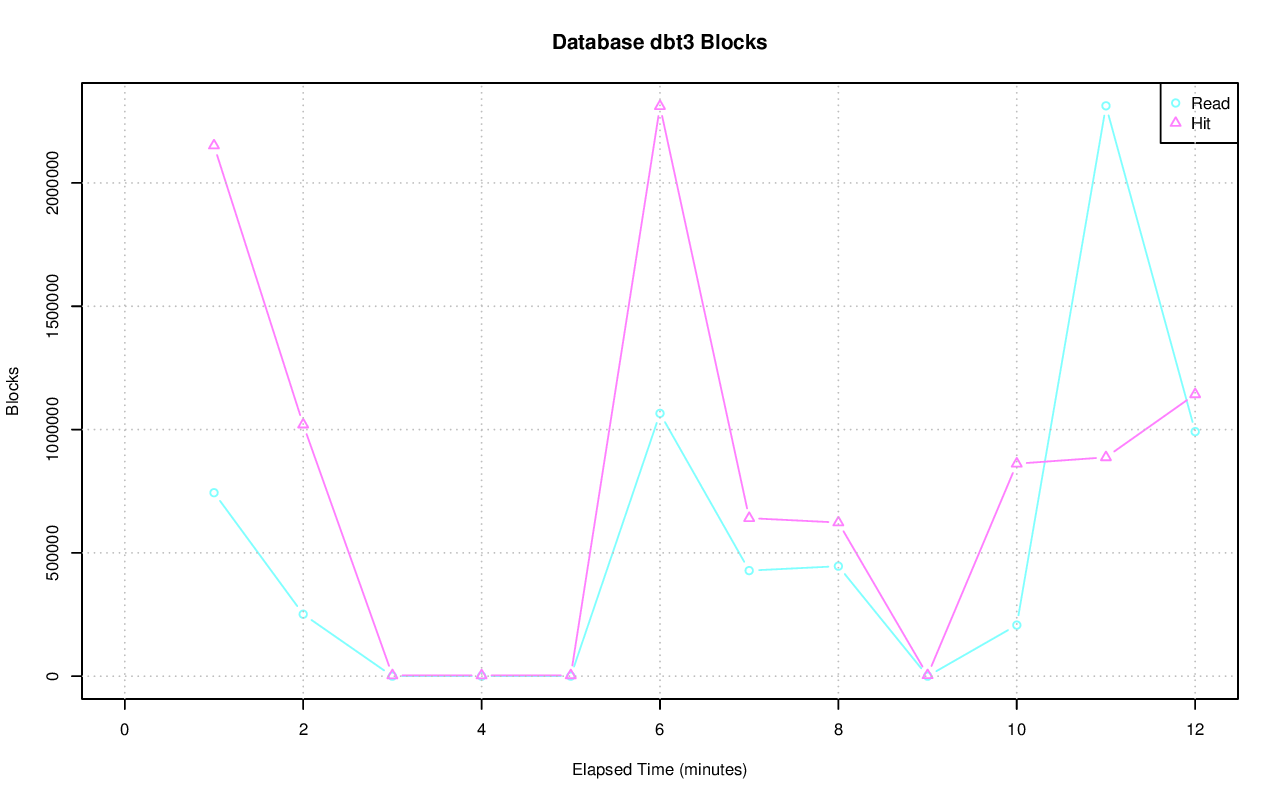 Database dbt3 Blocks
Read
Hit
Blocks
2000000
1500000
1000000
500000
0
0 2 4 6 8 10 12
Elapsed Time (minutes)